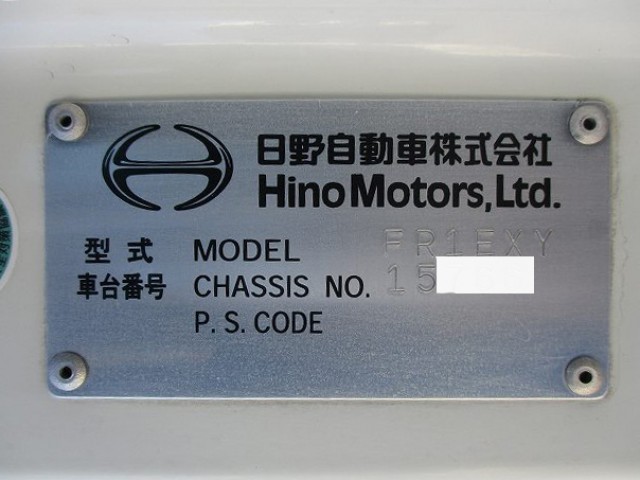 日野自動車株式会社
Hino Motors, Ltd.
型式 MODEL FR1EXY
車台番号 CHASSIS NO. 15
P.S. CODE